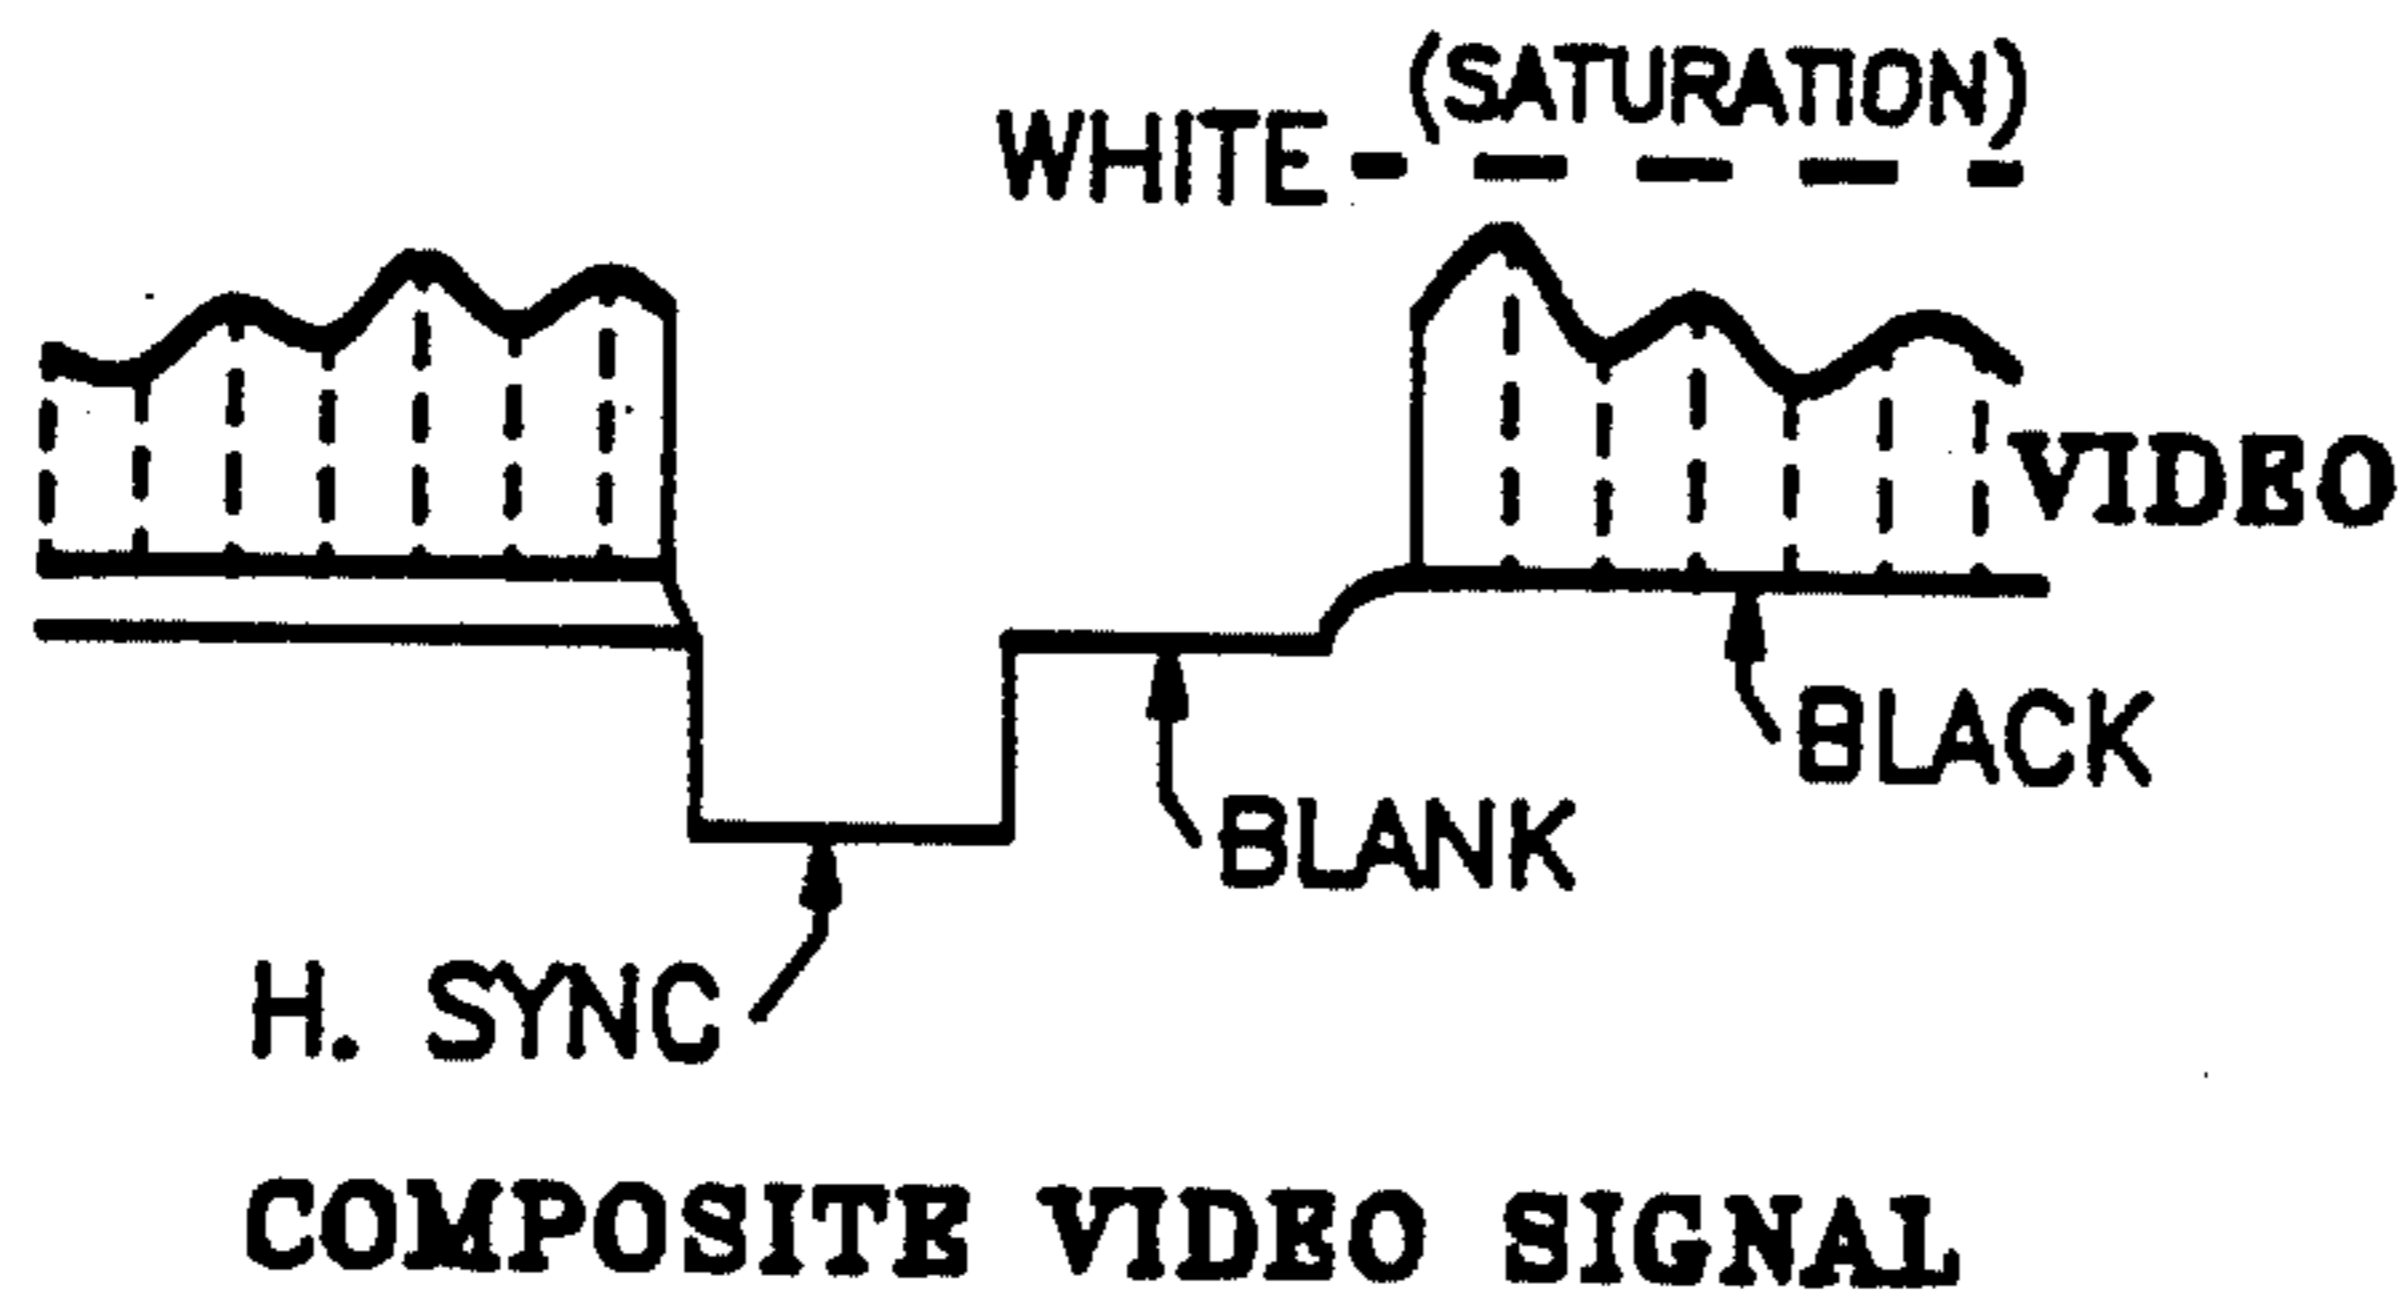 (SATURATION)
WHITE
VIDEO
BLACK
BLANK
H. SYNC
COMPOSITE VIDEO SIGNAL